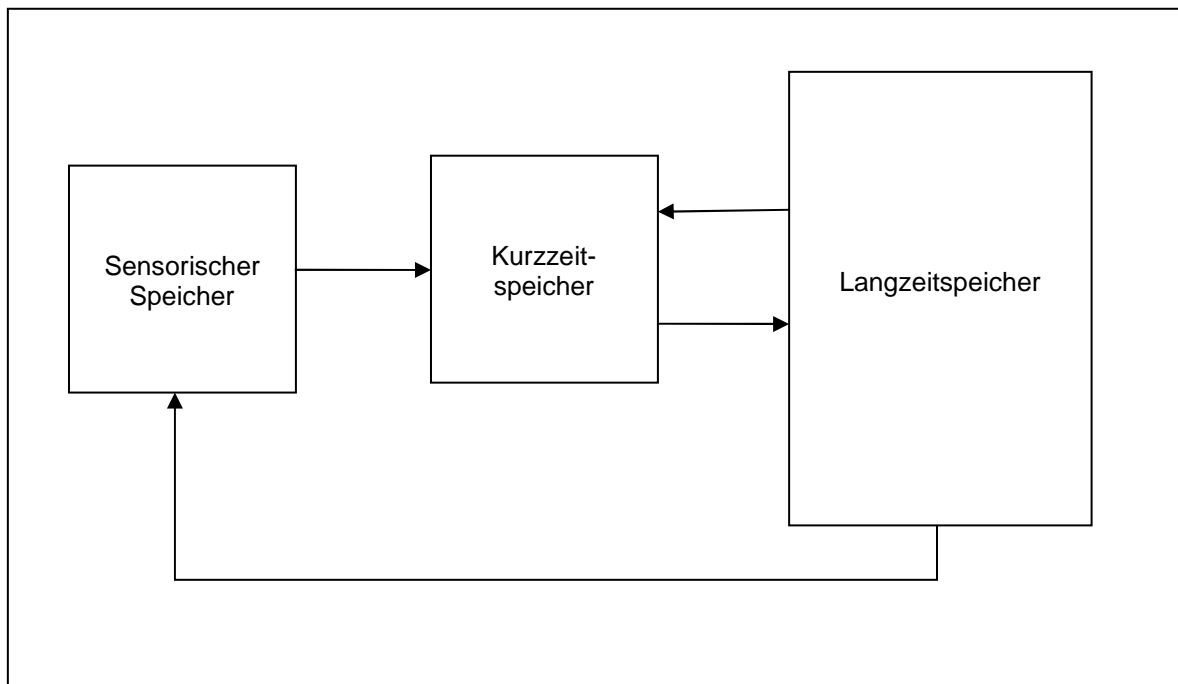 Sensorischer
Speicher
Kurzzeit-
speicher
Langzeitspeicher